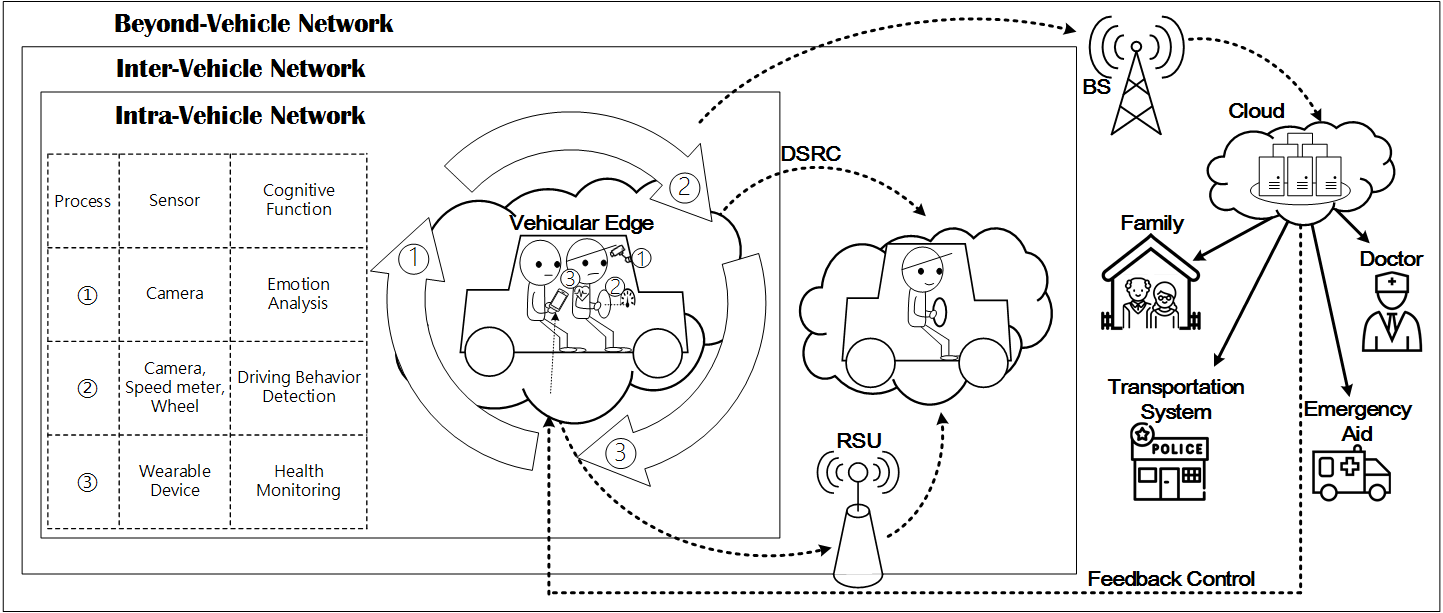 Beyond-Vehicle Network
Inter-Vehicle Network
Intra-Vehicle Network
Process
Sensor
Cognitive
Function
①
Camera
Emotion
Analysis
②
Camera,
Speed meter,
Wheel
Driving Behavior
Detection
③
Wearable
Device
Health
Monitoring
①
②
③
Vehicular Edge
①
②
③
DSRC
RSU
BS
Cloud
Family
Doctor
Transportation
System
POLICE
Emergency
Aid
Feedback Control